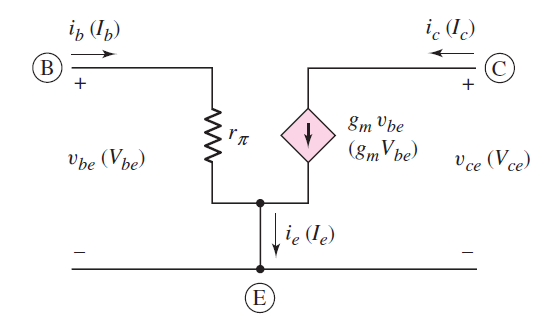 i_b (I_b)
i_c (I_c)
B
C
+
+
r_π
g_m v_be
(g_m V_be)
v_be (V_be)
v_ce (V_ce)
i_e (I_e)
–
–
E